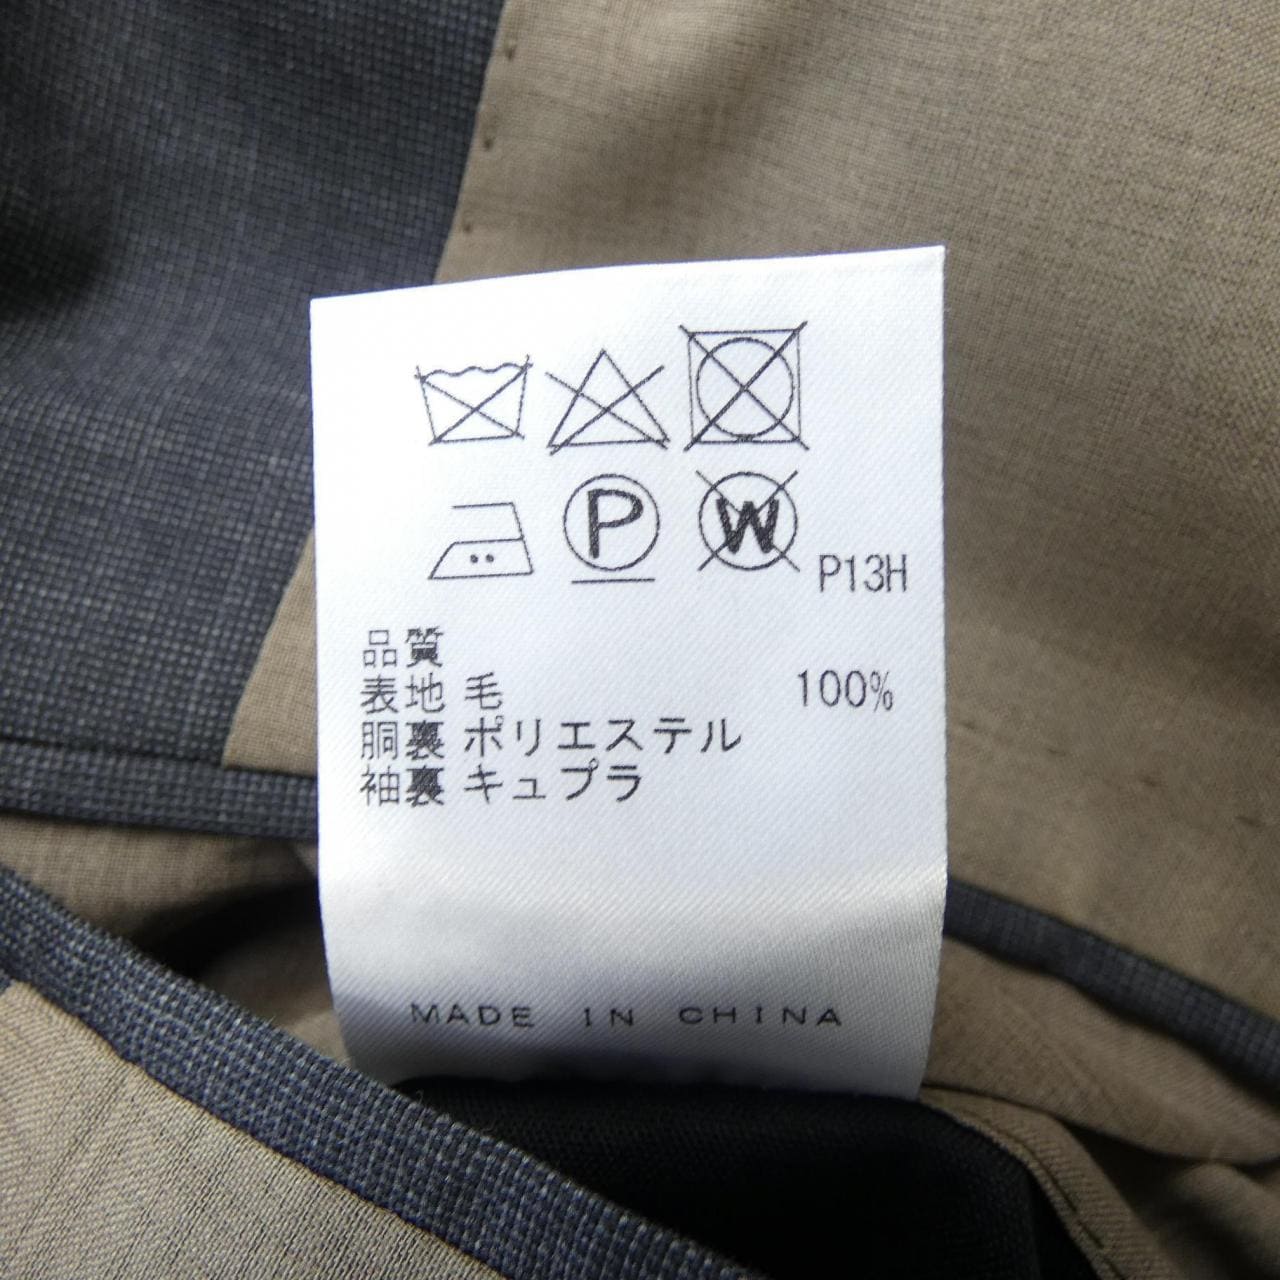 P W P13H
品質
表地 毛 100%
胴裏 ポリエステル
袖裏 キュプラ
MADE IN CHINA